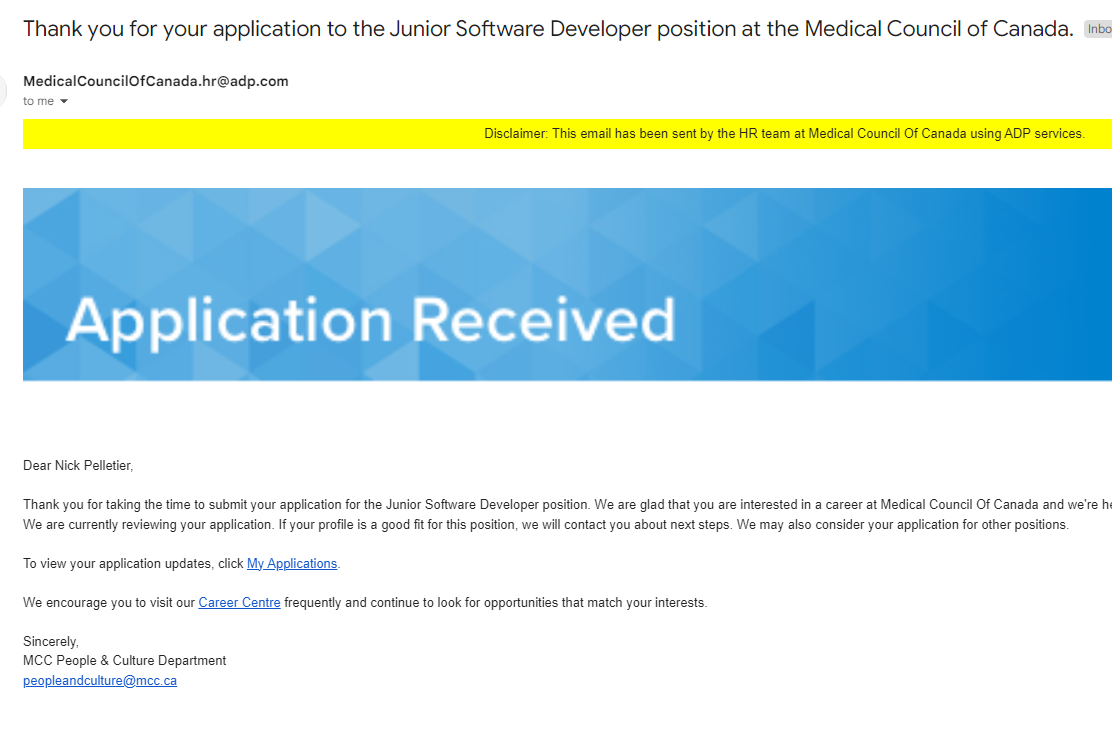 Thank you for your application to the Junior Software Developer position at the Medical Council of Canada.
MedicalCouncilOfCanada.hr@adp.com
to me
Disclaimer: This email has been sent by the HR team at Medical Council Of Canada using ADP services.
Application Received
Dear Nick Pelletier,
Thank you for taking the time to submit your application for the Junior Software Developer position. We are glad that you are interested in a career at Medical Council Of Canada and we're
We are currently reviewing your application. If your profile is a good fit for this position, we will contact you about next steps. We may also consider your application for other positions.
To view your application updates, click My Applications.
We encourage you to visit our Career Centre frequently and continue to look for opportunities that match your interests.
Sincerely,
MCC People & Culture Department
peopleandculture@mcc.ca